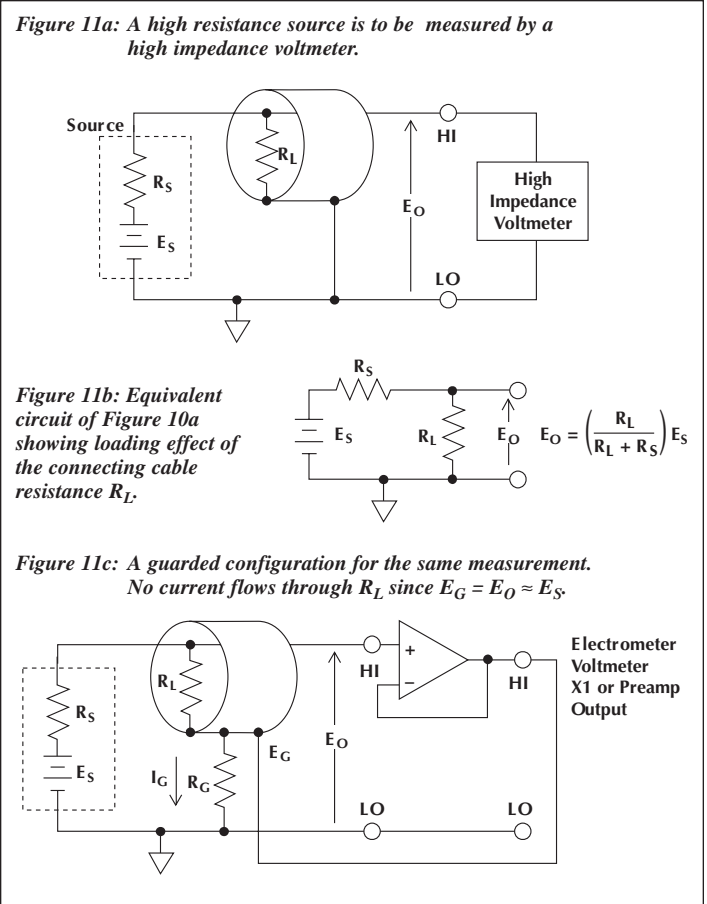 Figure 11a: A high resistance source is to be measured by a
high impedance voltmeter.
Source
RS
ES
RL
EO
HI
LO
High
Impedance
Voltmeter
Figure 11b: Equivalent
circuit of Figure 10a
showing loading effect of
the connecting cable
resistance RL.
RS
ES
RL
EO
EO = (RL / (RL + RS)) ES
Figure 11c: A guarded configuration for the same measurement.
No current flows through RL since EG = EO ≈ ES.
RS
ES
RL
IG
RG
EG
EO
HI
+
−
HI
LO
LO
Electrometer
Voltmeter
X1 or Preamp
Output